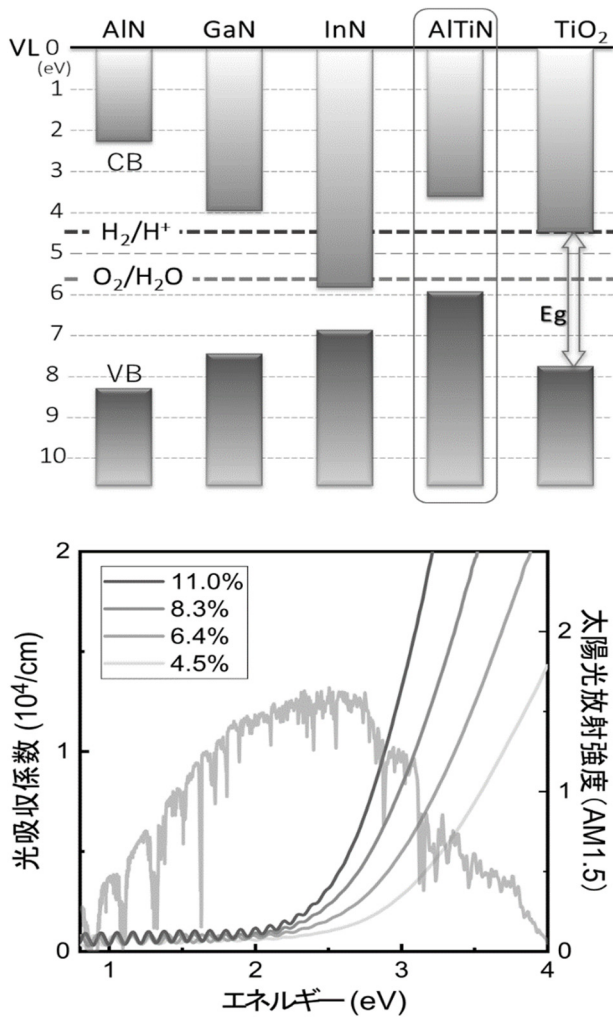 AlN GaN InN AlTiN TiO₂
VL 0
(eV)
1
2
CB
3
4
H₂/H⁺
5
O₂/H₂O
6
Eg
7
VB
8
9
10
2
11.0%
8.3%
6.4%
4.5%
2
光吸収係数 (10⁴/cm)
1
1
太陽光放射強度 (AM1.5)
0
0
1 2 3 4
エネルギー (eV)